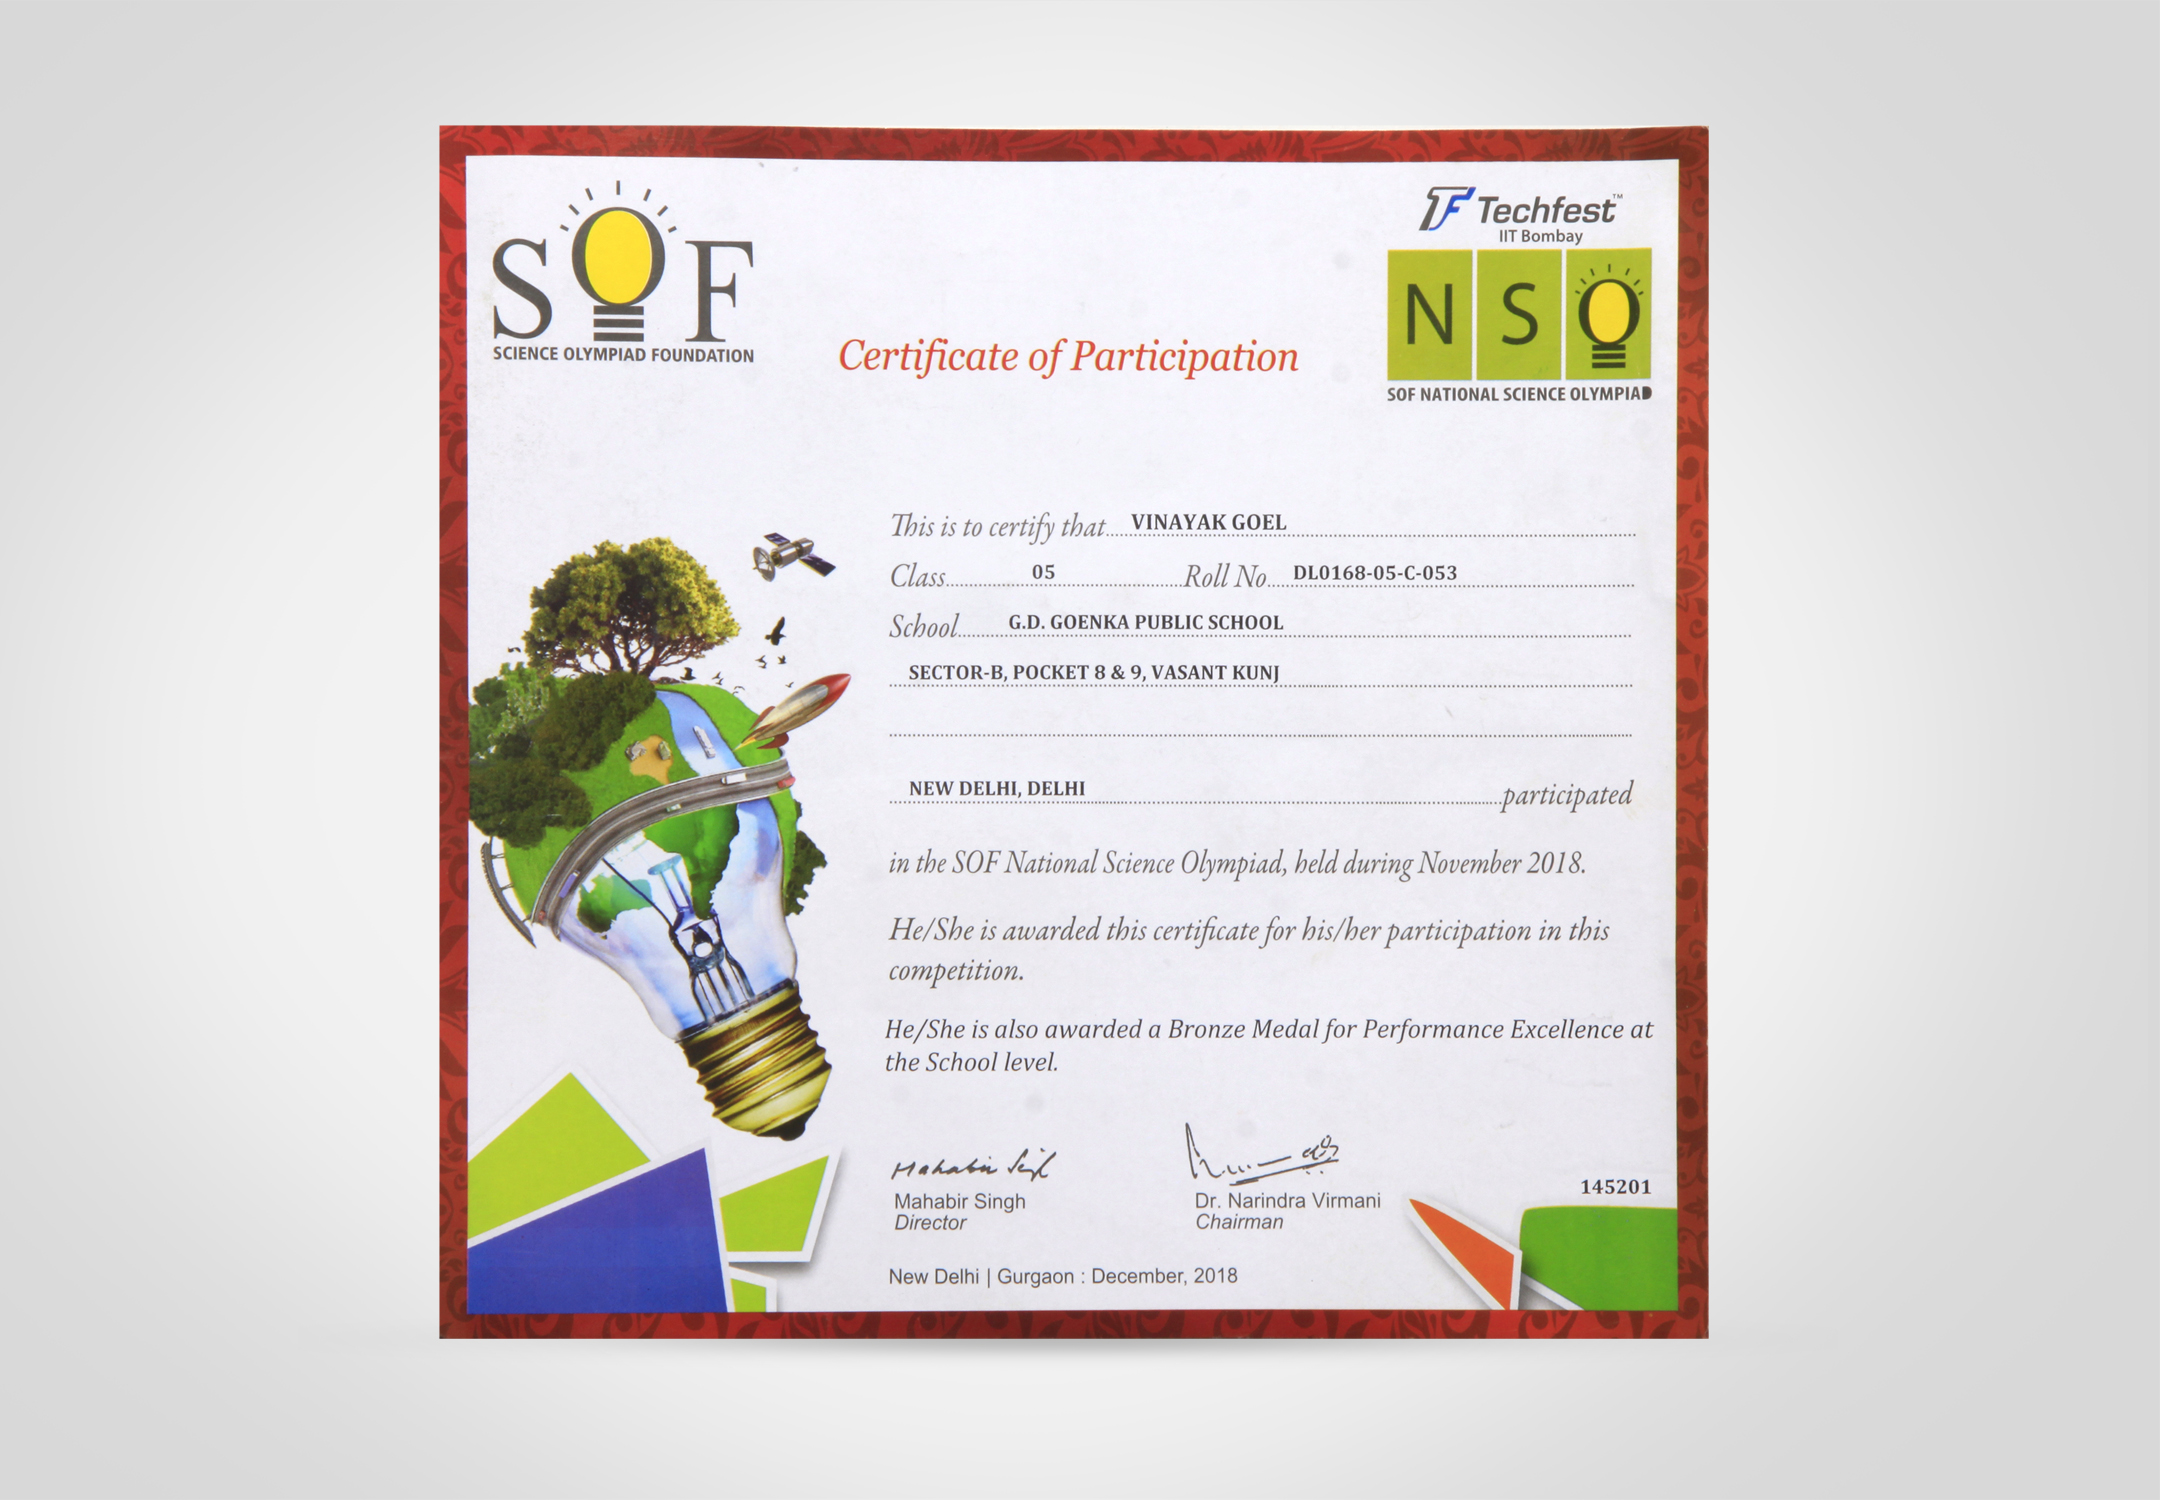 SOF
SCIENCE OLYMPIAD FOUNDATION
TF Techfest™
IIT Bombay
NSO
SOF NATIONAL SCIENCE OLYMPIAD
Certificate of Participation
This is to certify that VINAYAK GOEL
Class 05 Roll No DL0168-05-C-053
School G.D. GOENKA PUBLIC SCHOOL
SECTOR-B, POCKET 8 & 9, VASANT KUNJ
NEW DELHI, DELHI participated
in the SOF National Science Olympiad, held during November 2018.
He/She is awarded this certificate for his/her participation in this
competition.
He/She is also awarded a Bronze Medal for Performance Excellence at
the School level.
Mahabir Singh
Mahabir Singh
Director
Dr. Narindra Virmani
Chairman
145201
New Delhi | Gurgaon : December, 2018